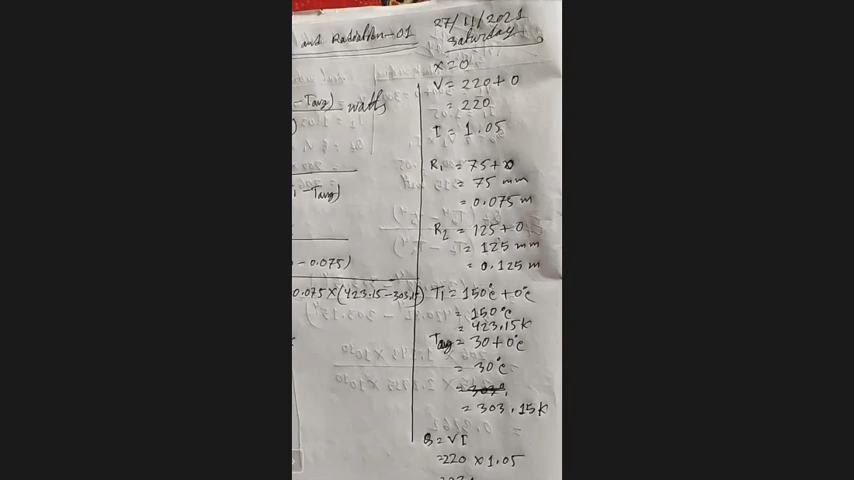 and Radiation-01
27/11/2021
Saturday
- Tavg) watts
- Tavg)
- 0.075)
0.075 × (423.15-303.15)
x=0
V = 220+0
= 220
I = 1.05
R1 = 75+0
= 75 mm
= 0.075 m
R2 = 125+0
= 125 mm
= 0.125 m
T1 = 150°c + 0°c
= 150°c
= 423.15K
Tavg = 30+0°c
= 30°c
= 303.15K
Q = VI
=220 × 1.05